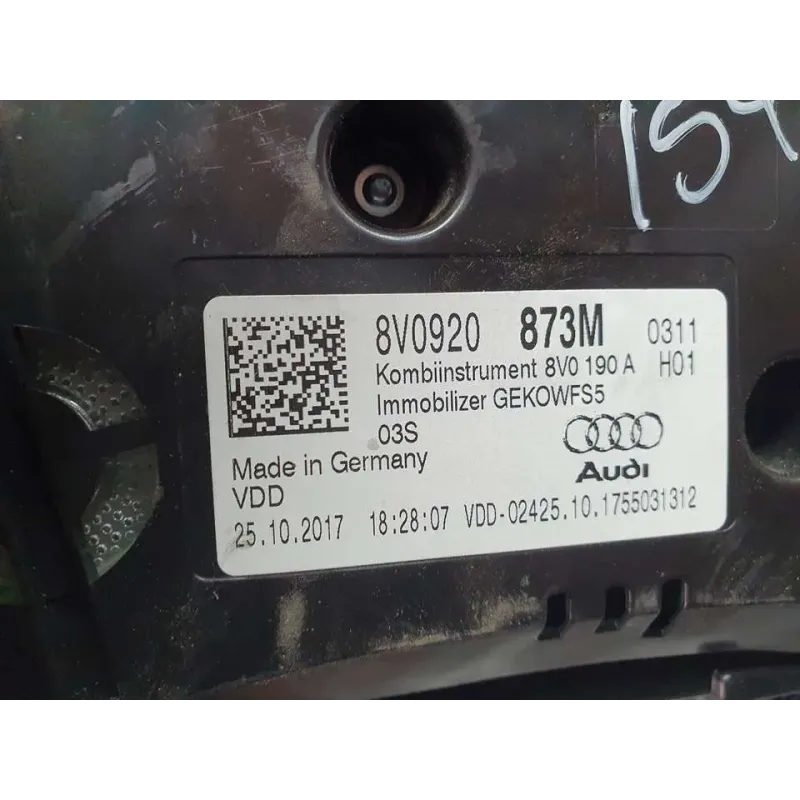 1S9
8V0920 873M 0311
Kombiinstrument 8V0 190 A H01
Immobilizer GEKOWFS5
03S
Audi
Made in Germany
VDD
25.10.2017 18:28:07 VDD-02425.10.1755031312